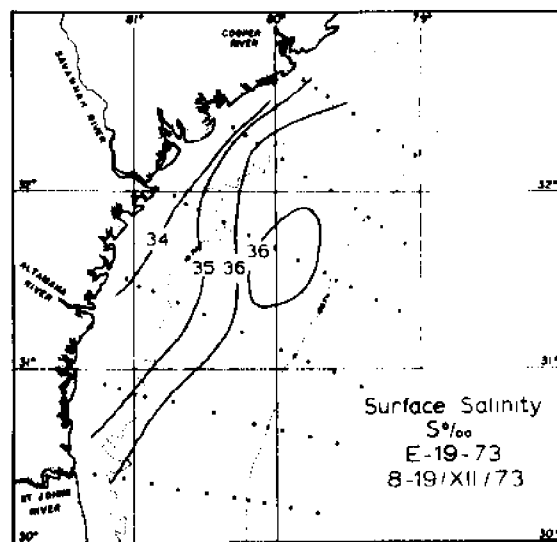 81°
80°
79°
COOPER
RIVER
SAVANNAH RIVER
32°
32°
34
36
35
36
ALTAMAHA
RIVER
31°
31°
Surface Salinity
S‰
E-19-73
8-19/XII/73
ST JOHNS
RIVER
30°
30°